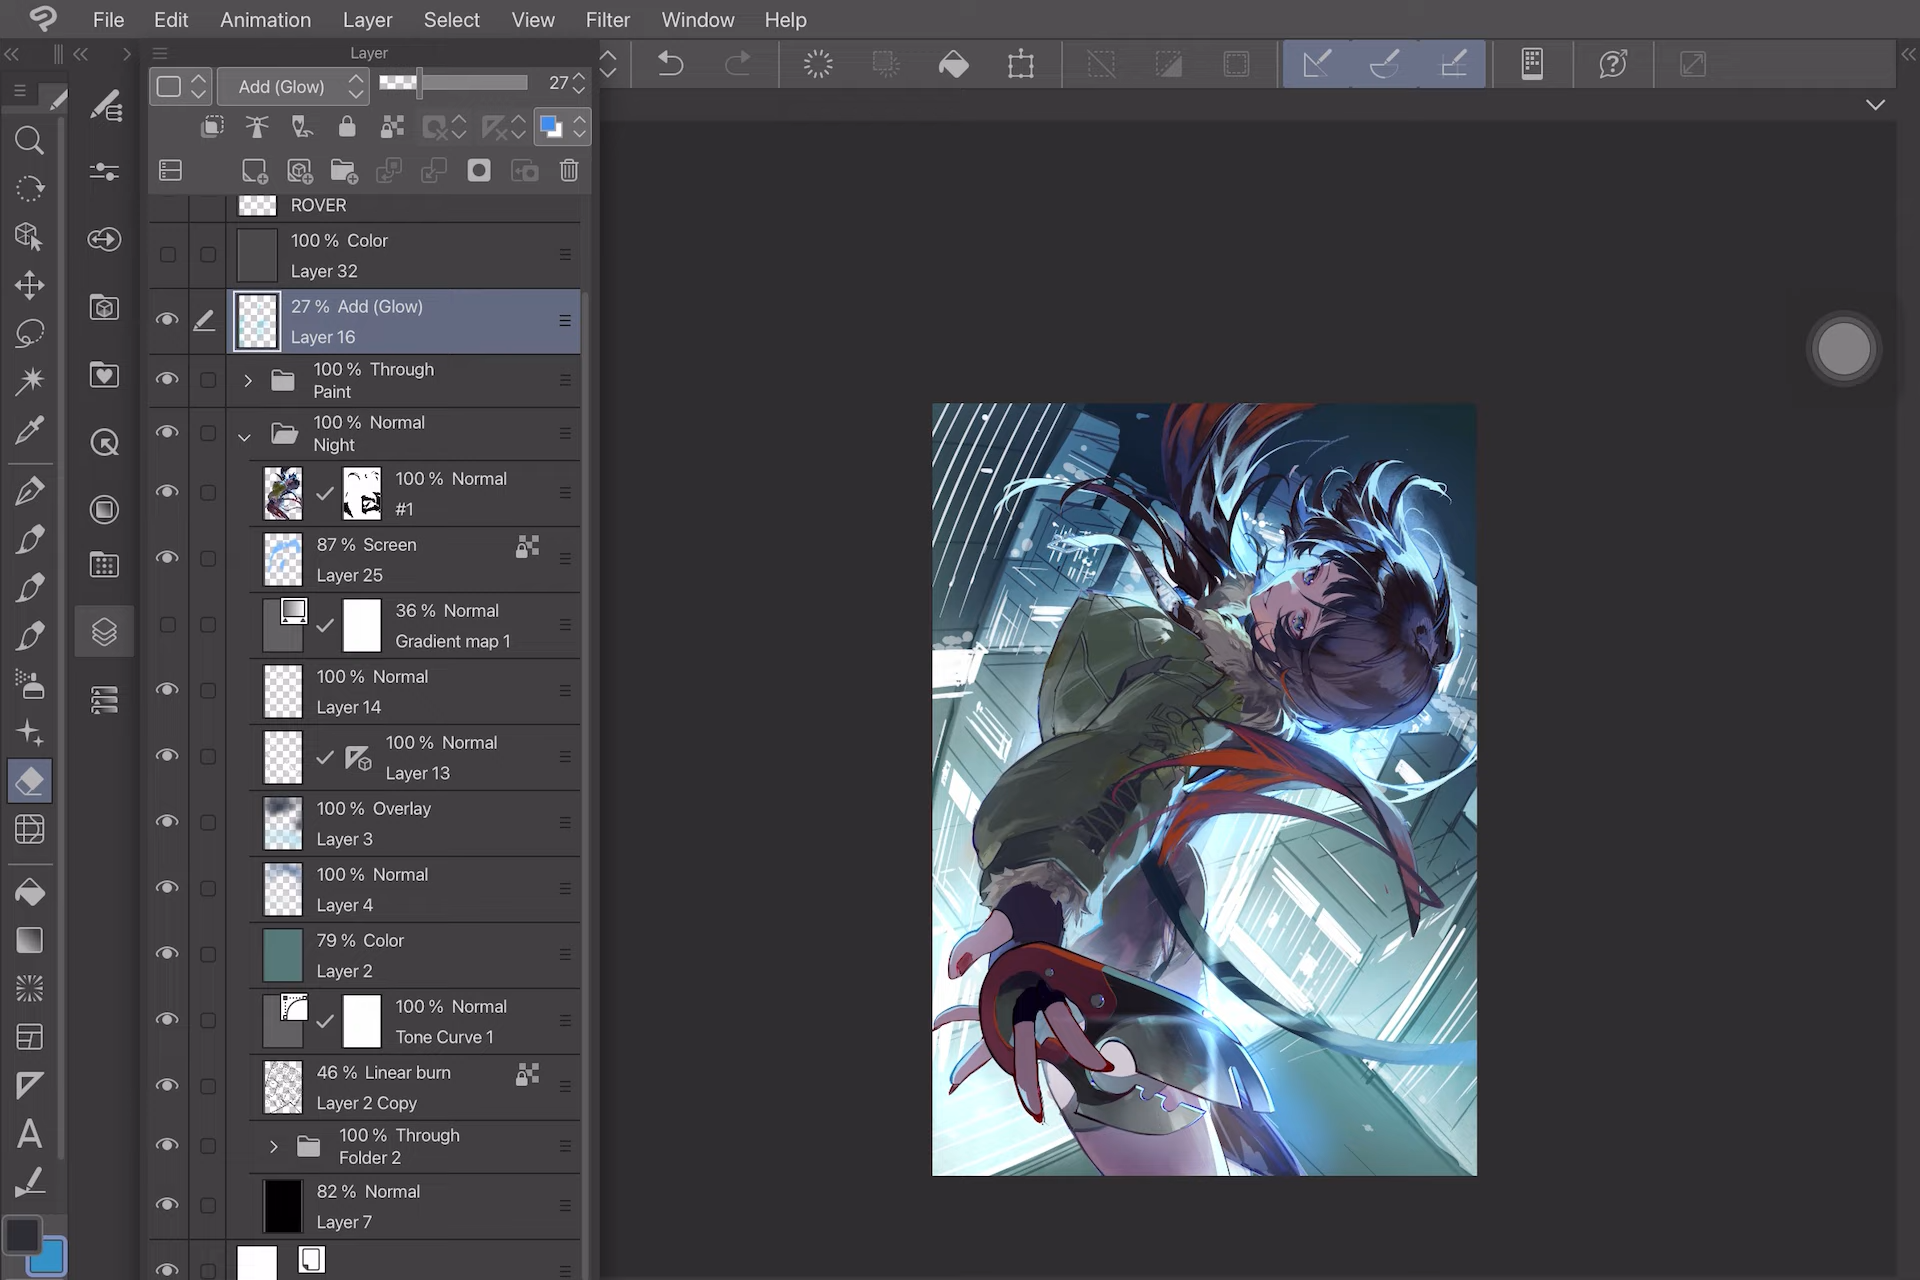 File Edit Animation Layer Select View Filter Window Help
Layer
Add (Glow) 27
ROVER
100 % Color
Layer 32
27 % Add (Glow)
Layer 16
100 % Through
Paint
100 % Normal
Night
100 % Normal
#1
87 % Screen
Layer 25
36 % Normal
Gradient map 1
100 % Normal
Layer 14
100 % Normal
Layer 13
100 % Overlay
Layer 3
100 % Normal
Layer 4
79 % Color
Layer 2
100 % Normal
Tone Curve 1
46 % Linear burn
Layer 2 Copy
100 % Through
Folder 2
82 % Normal
Layer 7